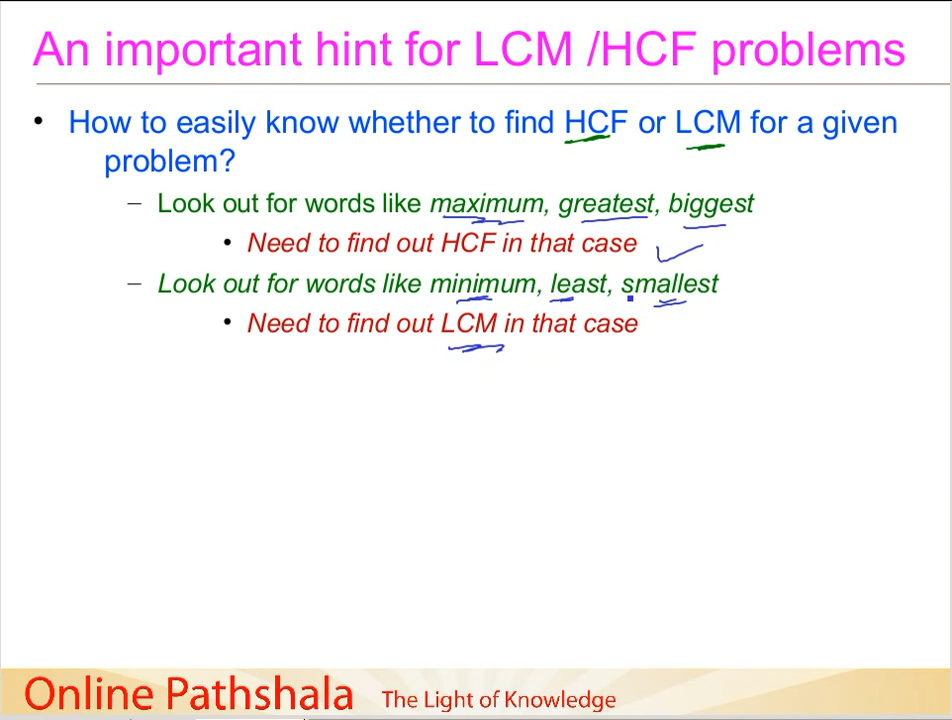 An important hint for LCM /HCF problems
• How to easily know whether to find HCF or LCM for a given
problem?
– Look out for words like maximum, greatest, biggest
• Need to find out HCF in that case
– Look out for words like minimum, least, smallest
• Need to find out LCM in that case
Online Pathshala The Light of Knowledge